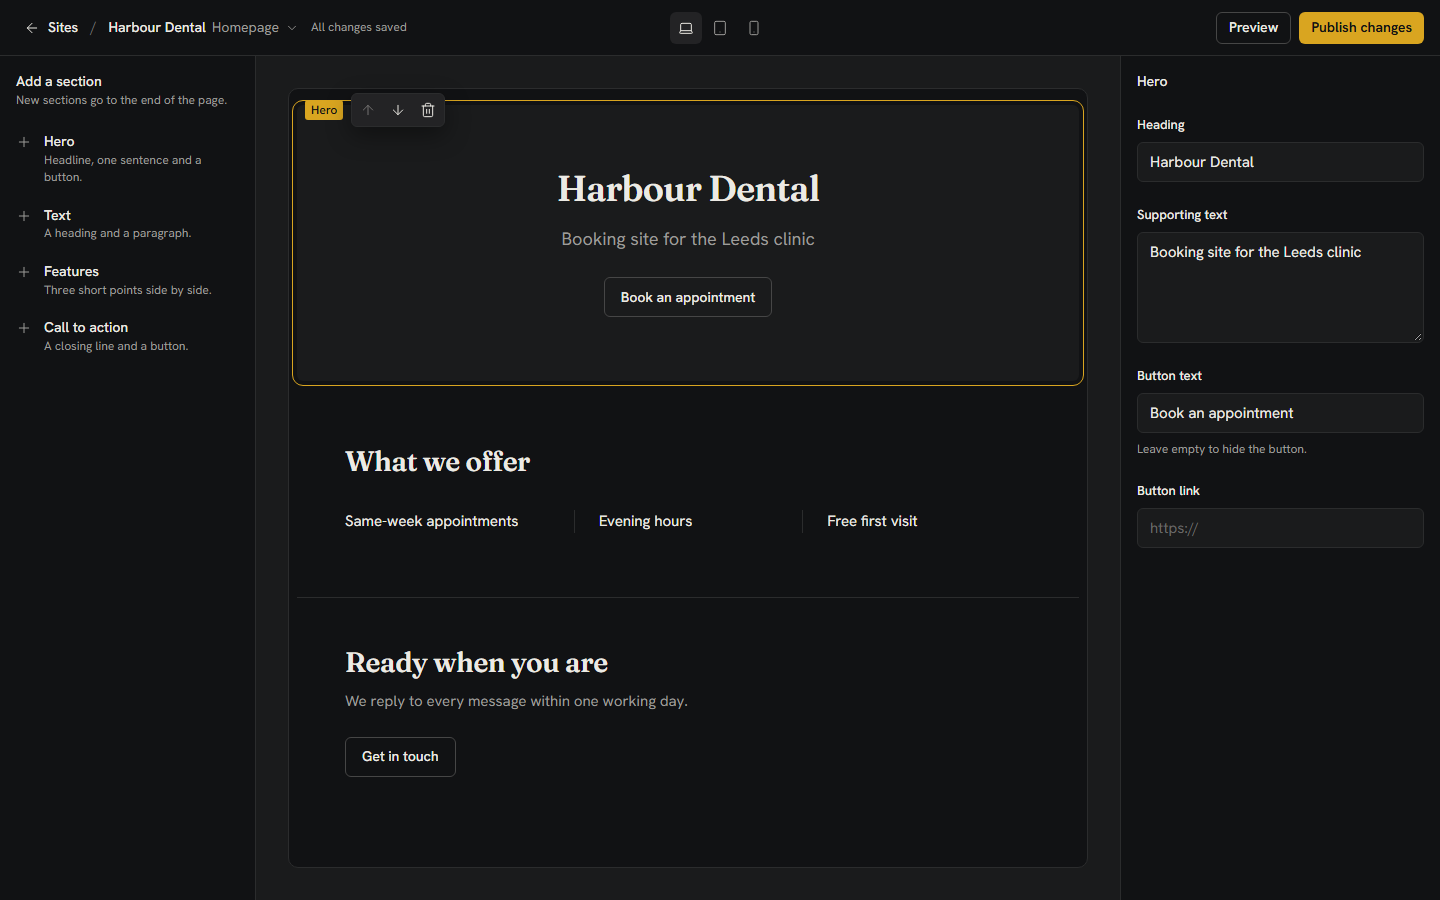 Sites / Harbour Dental Homepage All changes saved
Preview
Publish changes
Add a section
New sections go to the end of the page.
Hero
Headline, one sentence and a
button.
Text
A heading and a paragraph.
Features
Three short points side by side.
Call to action
A closing line and a button.
Hero
Harbour Dental
Booking site for the Leeds clinic
Book an appointment
What we offer
Same-week appointments
Evening hours
Free first visit
Ready when you are
We reply to every message within one working day.
Get in touch
Hero
Heading
Harbour Dental
Supporting text
Booking site for the Leeds clinic
Button text
Book an appointment
Leave empty to hide the button.
Button link
https://